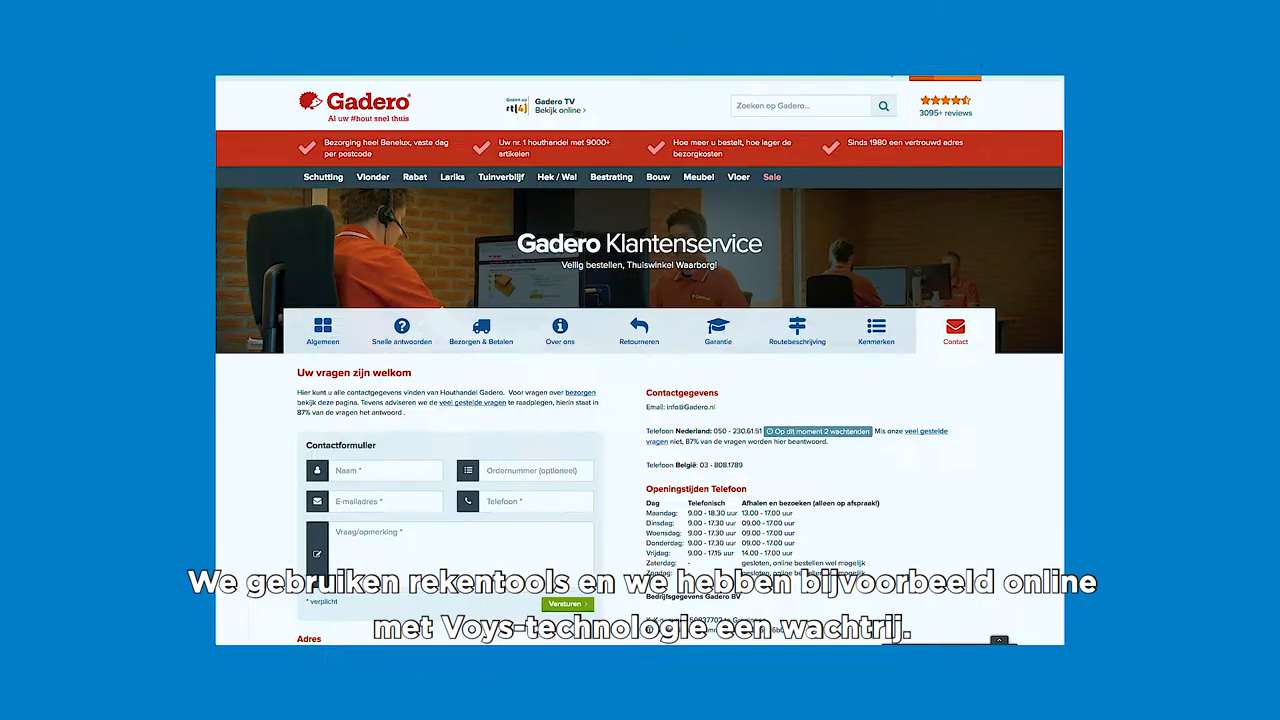 Gadero®
Al uw #hout snel thuis
Gezien op
rtl 4
Gadero TV
Bekijk online >
Zoeken op Gadero...
3095+ reviews
Bezorging heel Benelux, vaste dag
per postcode
Uw nr. 1 houthandel met 9000+
artikelen
Hoe meer u bestelt, hoe lager de
bezorgkosten
Sinds 1980 een vertrouwd adres
Schutting Vlonder Rabat Lariks Tuinverblijf Hek / Wal Bestrating Bouw Meubel Vloer Sale
Gadero Klantenservice
Veilig bestellen, Thuiswinkel Waarborg!
Algemeen Snelle antwoorden Bezorgen & Betalen Over ons Retourneren Garantie Routebeschrijving Kenmerken Contact
Uw vragen zijn welkom
Hier kunt u alle contactgegevens vinden van Houthandel Gadero. Voor vragen over bezorgen
bekijk deze pagina. Tevens adviseren we de veel gestelde vragen te raadplegen, hierin staat in
87% van de vragen het antwoord .
Contactformulier
Naam * Ordernummer (optioneel)
E-mailadres * Telefoon *
Vraag/opmerking *
* verplicht
Versturen >
Adres
Contactgegevens
Email: info@Gadero.nl
Telefoon Nederland: 050 - 230.61.51 Op dit moment 2 wachtenden Mis onze veel gestelde
vragen niet, 87% van de vragen worden hier beantwoord.
Telefoon België: 03 - 808.1789
Openingstijden Telefoon
Dag Telefonisch Afhalen en bezoeken (alleen op afspraak!)
Maandag: 9.00 - 18.30 uur 13.00 - 17.00 uur
Dinsdag: 9.00 - 17.30 uur 09.00 - 17.00 uur
Woensdag: 9.00 - 17.30 uur 09.00 - 17.00 uur
Donderdag: 9.00 - 17.30 uur 09.00 - 17.00 uur
Vrijdag: 9.00 - 17.15 uur 14.00 - 17.00 uur
Zaterdag: - gesloten, online bestellen wel mogelijk
Bedrijfsgegevens Gadero BV
We gebruiken rekentools en we hebben bijvoorbeeld online
met Voys-technologie een wachtrij.